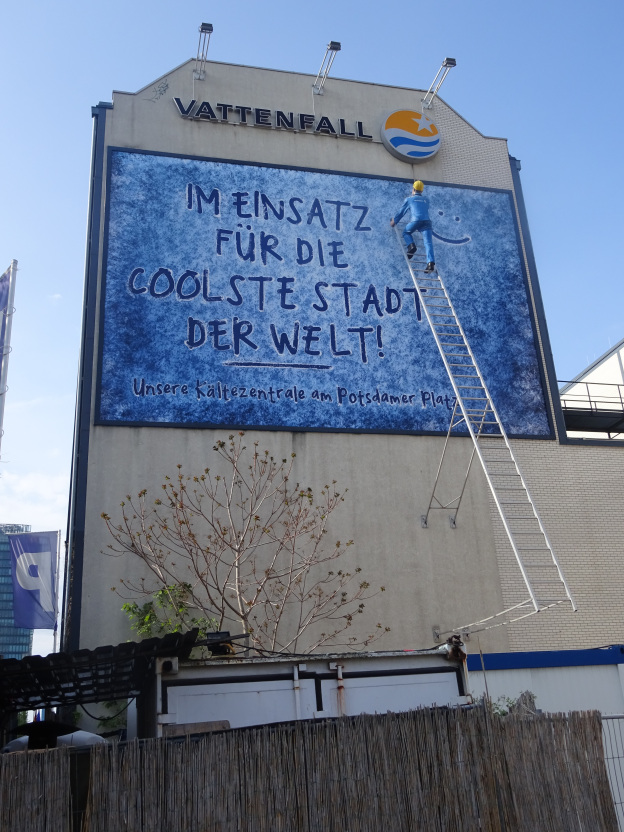 VATTENFALL
IM EINSATZ
FÜR DIE
COOLSTE STADT
DER WELT!
Unsere Kältezentrale am Potsdamer Platz
P